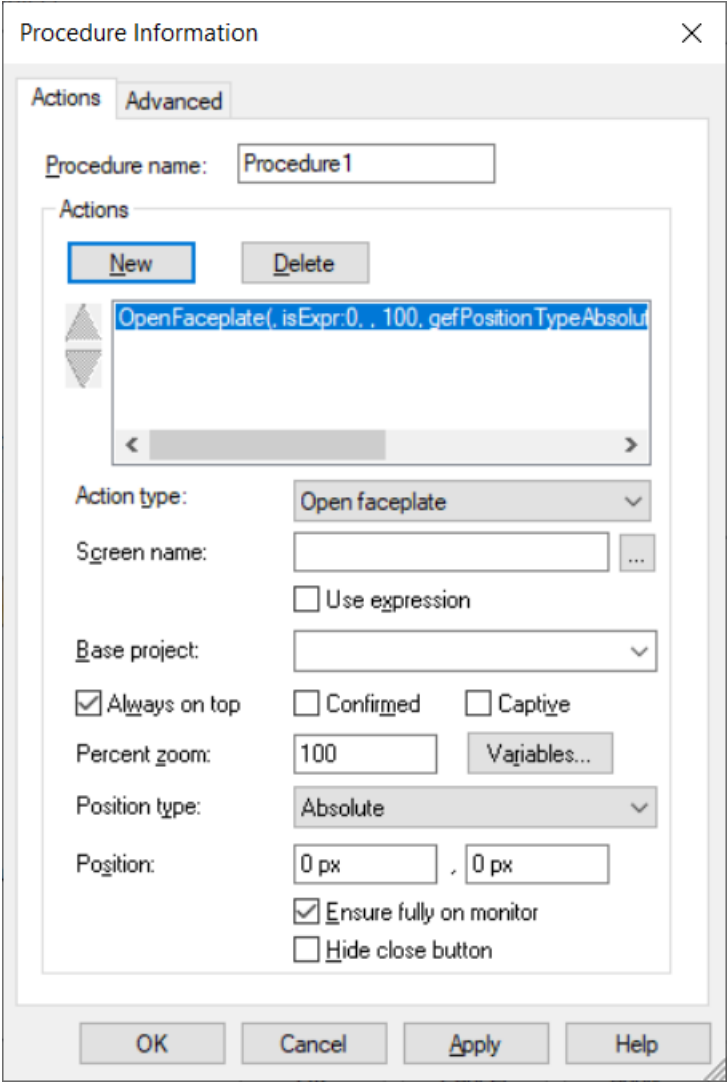 Procedure Information
Actions Advanced
Procedure name: Procedure1
Actions
New Delete
OpenFaceplate(, isExpr:0, , 100, gefPositionTypeAbsolut
Action type: Open faceplate
Screen name: ...
Use expression
Base project:
Always on top Confirmed Captive
Percent zoom: 100 Variables...
Position type: Absolute
Position: 0 px , 0 px
Ensure fully on monitor
Hide close button
OK Cancel Apply Help